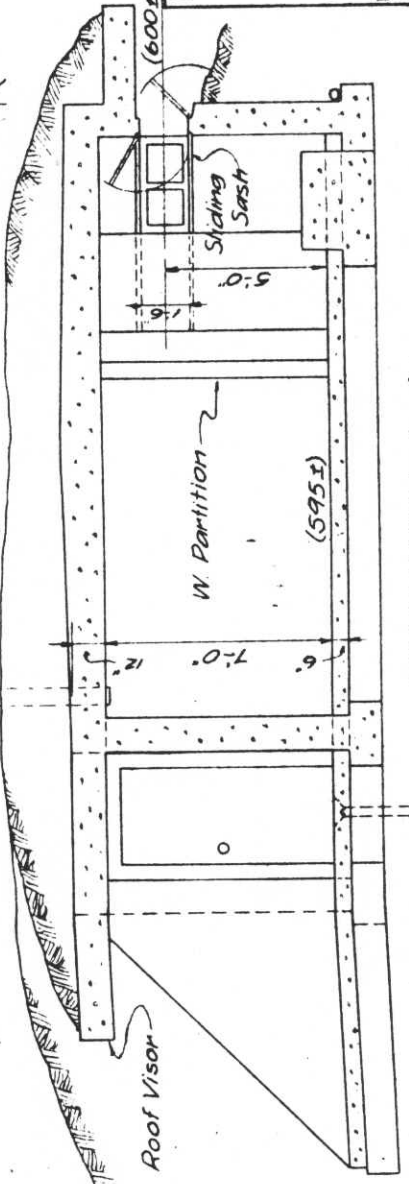 Roof Visor
12"
7'-0"
6"
W. Partition
(595±)
1'-6
5'-0"
Sliding
Sash
(600±